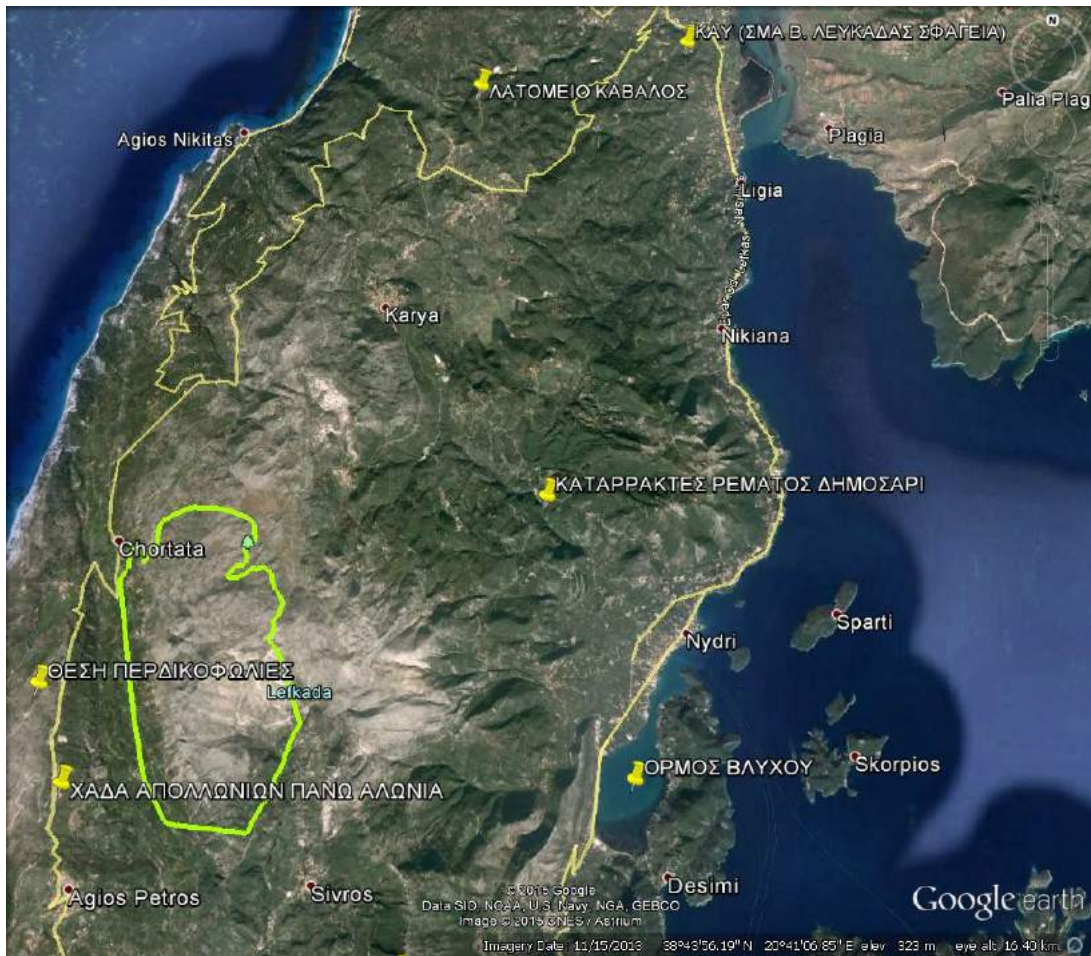 N
ΚΑΥ (ΣΜΑ Β. ΛΕΥΚΑΔΑΣ ΣΦΑΓΕΙΑ)
ΛΑΤΟΜΕΙΟ ΚΑΒΑΛΟΣ
Palia Plag
Agios Nikitas
Plagia
Ligia
Karya
Nikiana
ΚΑΤΑΡΡΑΚΤΕΣ ΡΕΜΑΤΟΣ ΔΗΜΟΣΑΡΙ
Chortata
Sparti
Nydri
ΘΕΣΗ ΠΕΡΔΙΚΟΦΩΛΙΕΣ
Lefkada
ΟΡΜΟΣ ΒΛΥΧΟΥ
Skorpios
ΧΑΔΑ ΑΠΟΛΛΩΝΙΩΝ ΠΑΝΩ ΑΛΩΝΙΑ
Agios Petros
Sivros
Desimi
© 2015 Google
Data SIO, NOAA, U.S. Navy, NGA, GEBCO
Image © 2015 CNES / Astrium
Google earth
Imagery Date: 11/15/2013 38°43'56.19" N 20°41'06.85" E elev 323 m eye alt 16.40 km